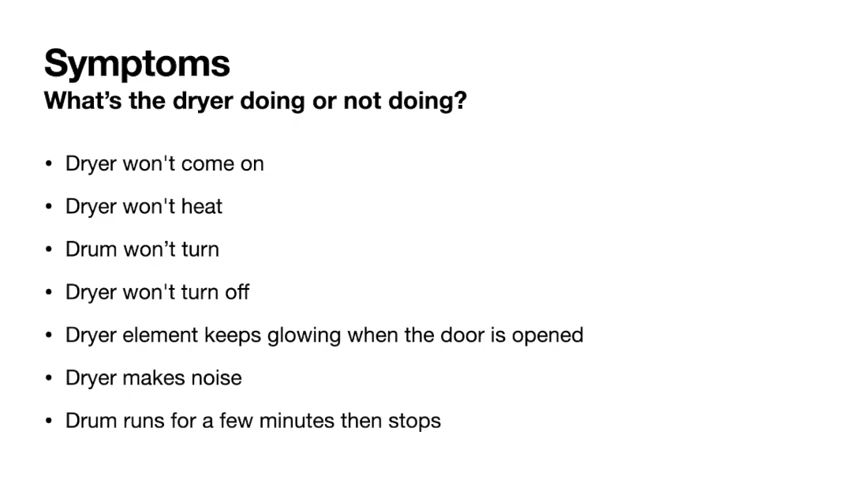 Symptoms
What’s the dryer doing or not doing?
• Dryer won't come on
• Dryer won't heat
• Drum won’t turn
• Dryer won't turn off
• Dryer element keeps glowing when the door is opened
• Dryer makes noise
• Drum runs for a few minutes then stops